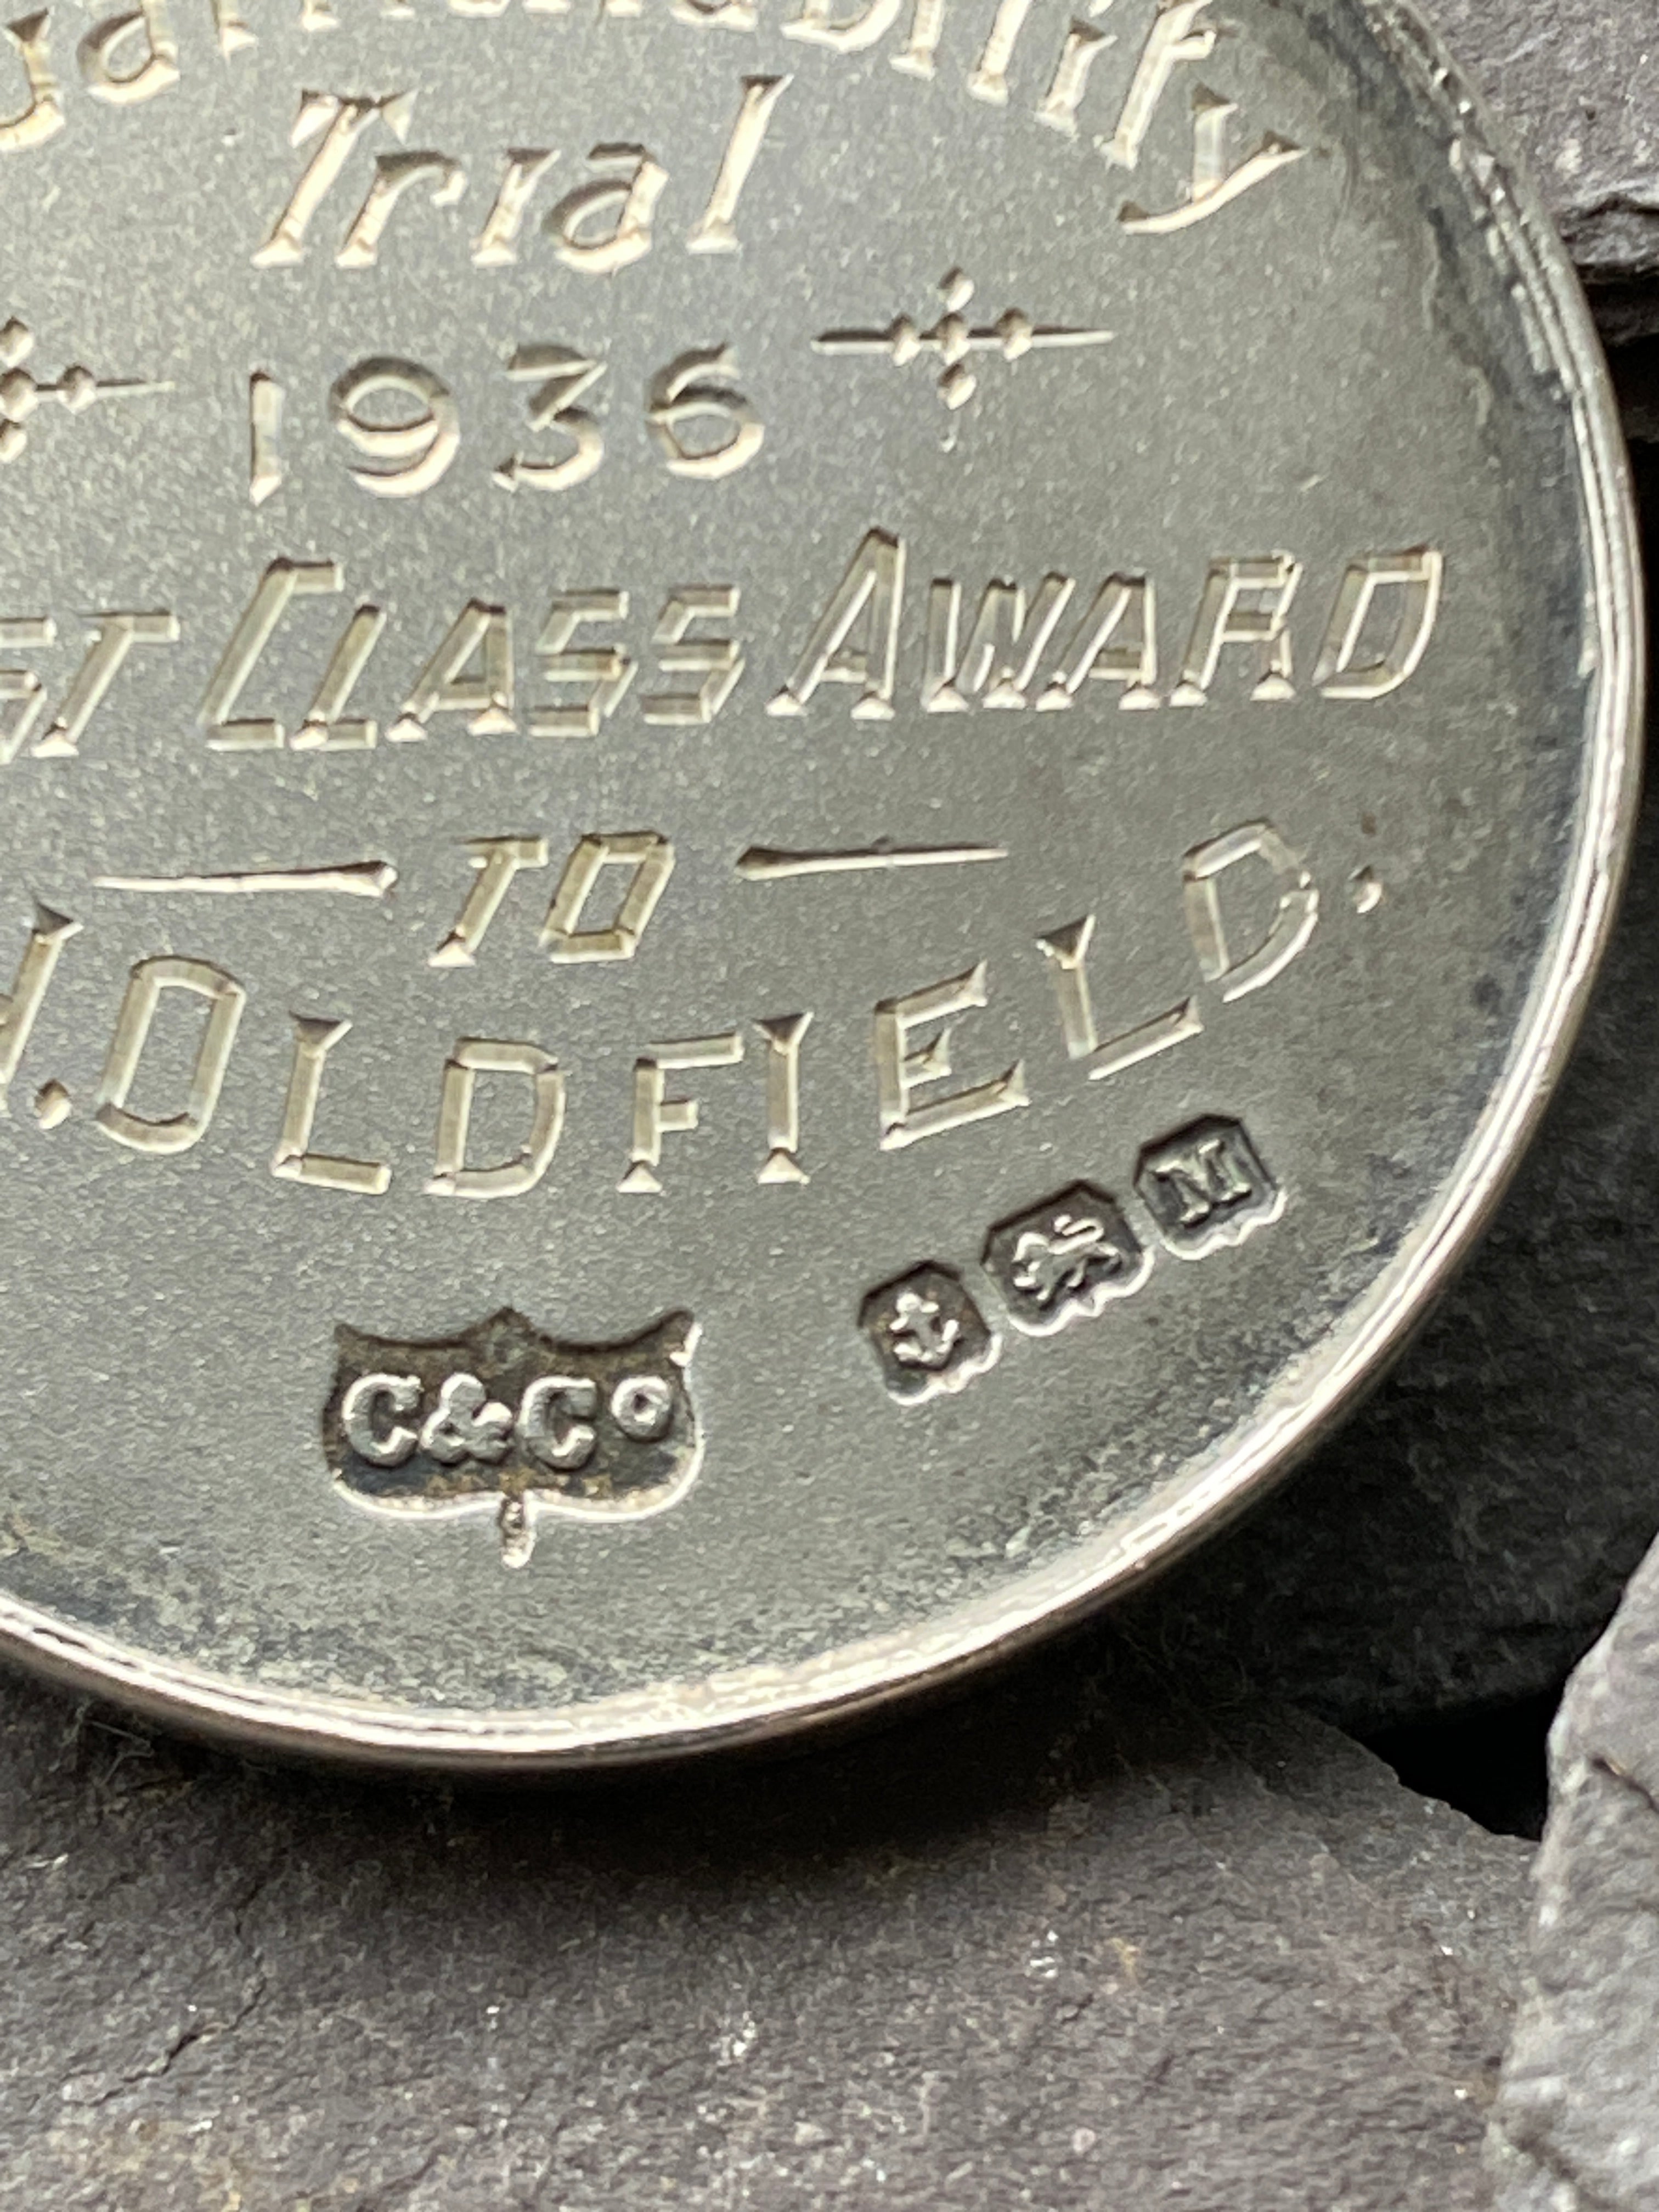 Trial
1936
CLASS AWARD
TO
H. OLDFIELD.
C&Co
M